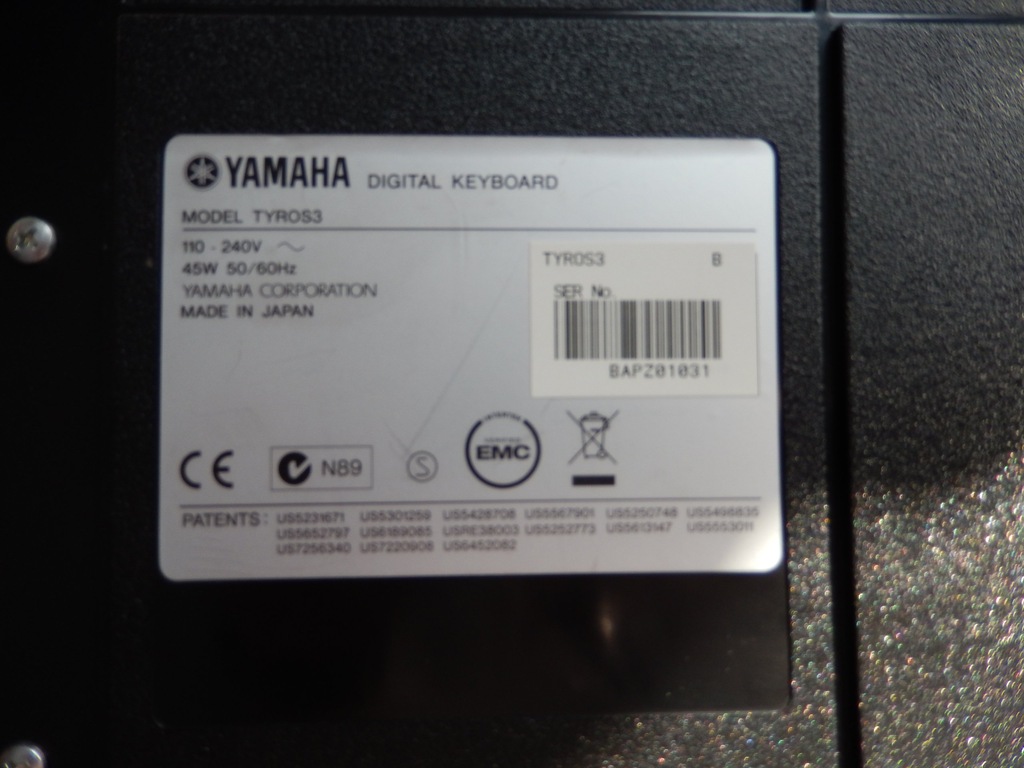 YAMAHA DIGITAL KEYBOARD
MODEL TYROS3
110 - 240V ~
45W 50/60Hz
YAMAHA CORPORATION
MADE IN JAPAN
TYROS3 B
SER No
BAPZ01031
CE
N89
S
EMC
PATENTS: US5231671 US5301259 US5428708 US5567901 US5250748 US5498835
US5652797 US6189085 USRE38003 US5252773 US5613147 US5553011
US7256340 US7220908 US6452082